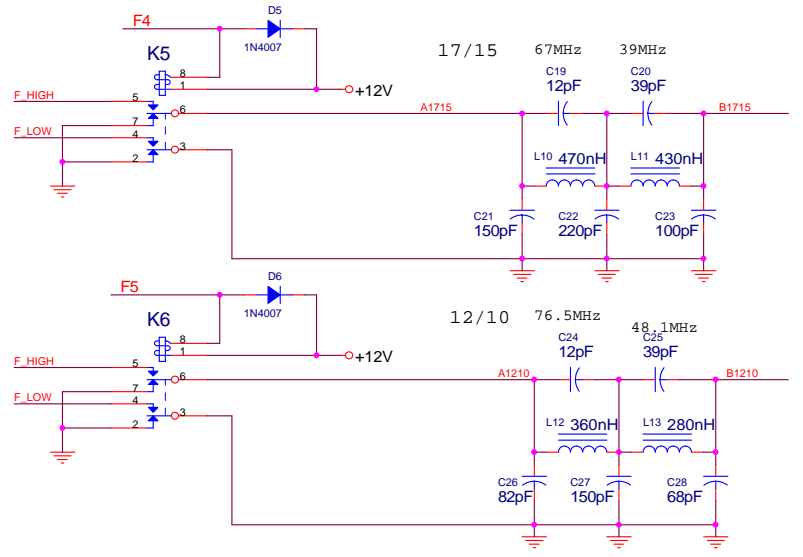 F4
D5
1N4007
K5
8
1
+12V
17/15
67MHz
39MHz
C19
12pF
C20
39pF
F_HIGH
5
6
A1715
B1715
7
F_LOW
4
3
2
L10 470nH
L11 430nH
C21
150pF
C22
220pF
C23
100pF
F5
D6
1N4007
K6
8
1
+12V
12/10
76.5MHz
48.1MHz
C24
12pF
C25
39pF
F_HIGH
5
6
A1210
B1210
7
F_LOW
4
3
2
L12 360nH
L13 280nH
C26
82pF
C27
150pF
C28
68pF